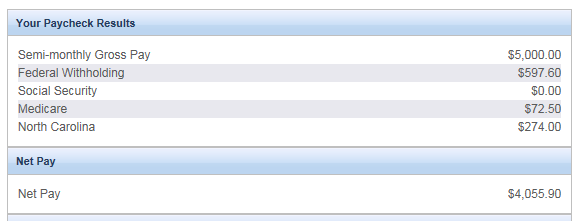 Your Paycheck Results
Semi-monthly Gross Pay $5,000.00
Federal Withholding $597.60
Social Security $0.00
Medicare $72.50
North Carolina $274.00
Net Pay
Net Pay $4,055.90